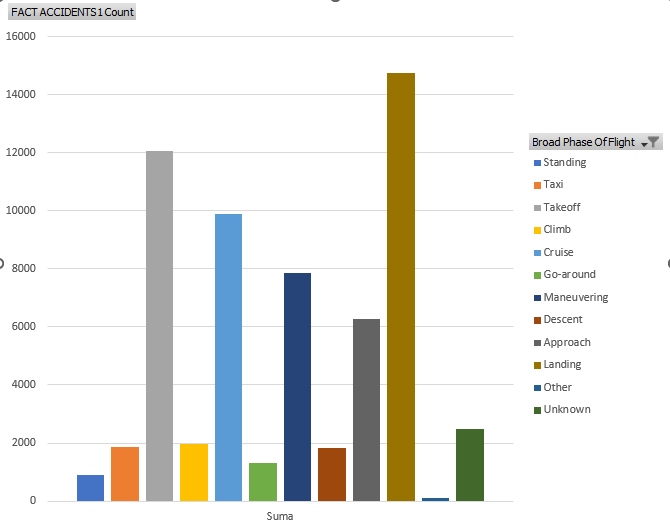 FACT ACCIDENTS1 Count
16000
14000
12000
10000
8000
6000
4000
2000
0
Suma
Broad Phase Of Flight
Standing
Taxi
Takeoff
Climb
Cruise
Go-around
Maneuvering
Descent
Approach
Landing
Other
Unknown